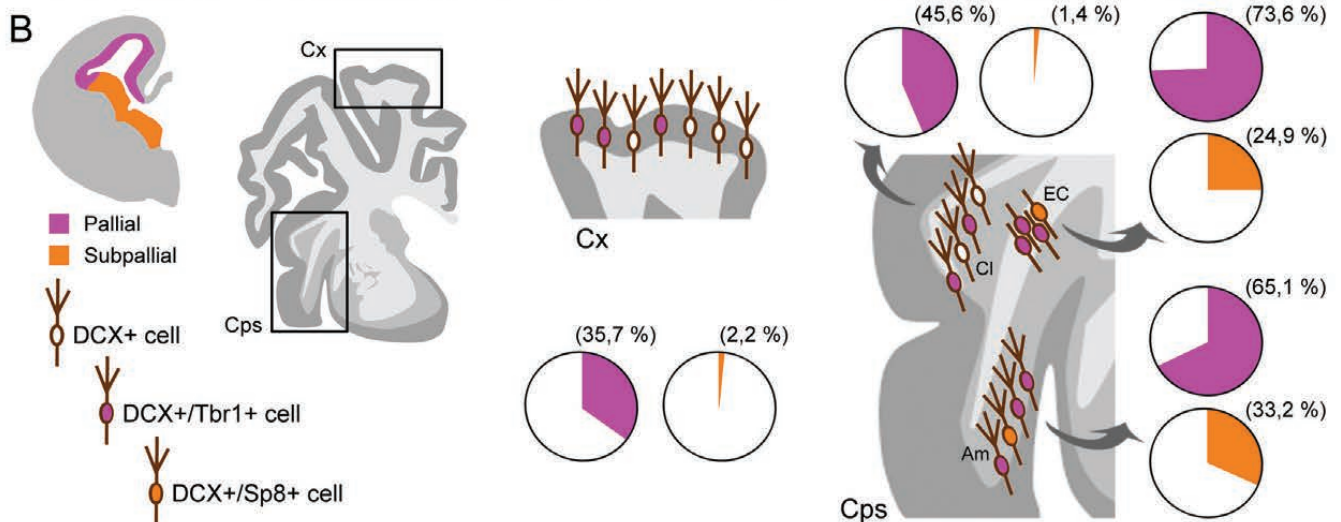 B
Cx
Pallial
Subpallial
DCX+ cell
DCX+/Tbr1+ cell
DCX+/Sp8+ cell
Cps
Cx
(35,7 %)
(2,2 %)
(45,6 %)
(1,4 %)
(73,6 %)
(24,9 %)
EC
Cl
(65,1 %)
(33,2 %)
Am
Cps